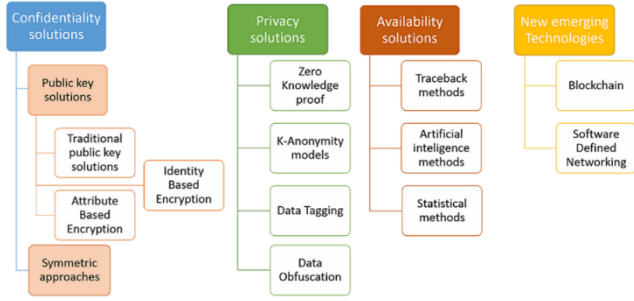 Confidentiality
solutions
Public key
solutions
Traditional
public key
solutions
Identity
Based
Encryption
Attribute
Based
Encryption
Symmetric
approaches
Privacy
solutions
Zero
Knowledge
proof
K-Anonymity
models
Data Tagging
Data
Obfuscation
Availability
solutions
Traceback
methods
Artificial
inteligence
methods
Statistical
methods
New emerging
Technologies
Blockchain
Software
Defined
Networking